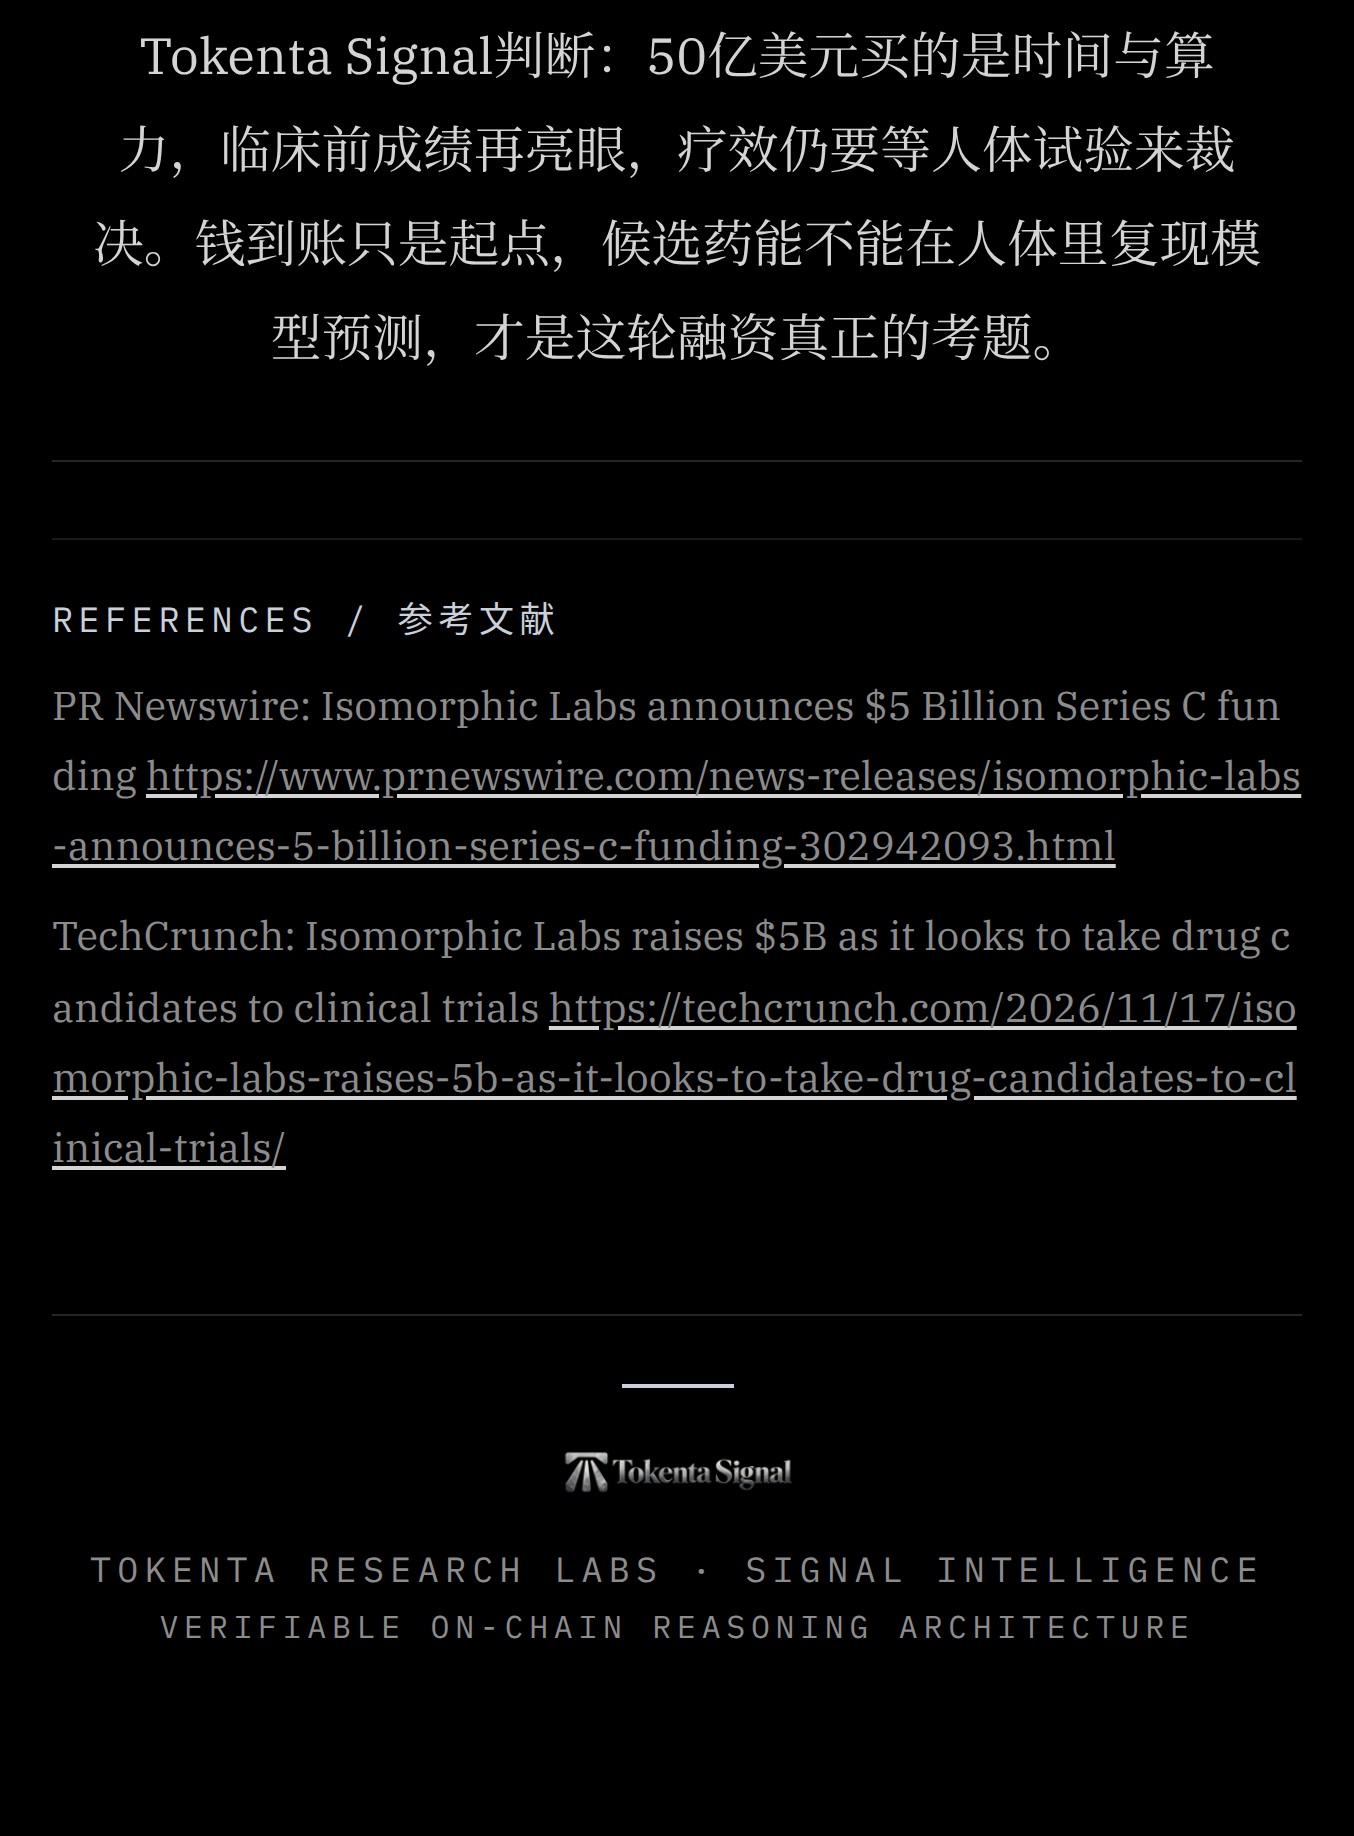 Tokenta Signal判断：50亿美元买的是时间与算
力，临床前成绩再亮眼，疗效仍要等人体试验来裁
决。钱到账只是起点，候选药能不能在人体里复现模
型预测，才是这轮融资真正的考题。
REFERENCES / 参考文献
PR Newswire: Isomorphic Labs announces $5 Billion Series C fun
ding https://www.prnewswire.com/news-releases/isomorphic-labs
-announces-5-billion-series-c-funding-302942093.html
TechCrunch: Isomorphic Labs raises $5B as it looks to take drug c
andidates to clinical trials https://techcrunch.com/2026/11/17/iso
morphic-labs-raises-5b-as-it-looks-to-take-drug-candidates-to-cl
inical-trials/
Tokenta Signal
TOKENTA RESEARCH LABS · SIGNAL INTELLIGENCE
VERIFIABLE ON-CHAIN REASONING ARCHITECTURE